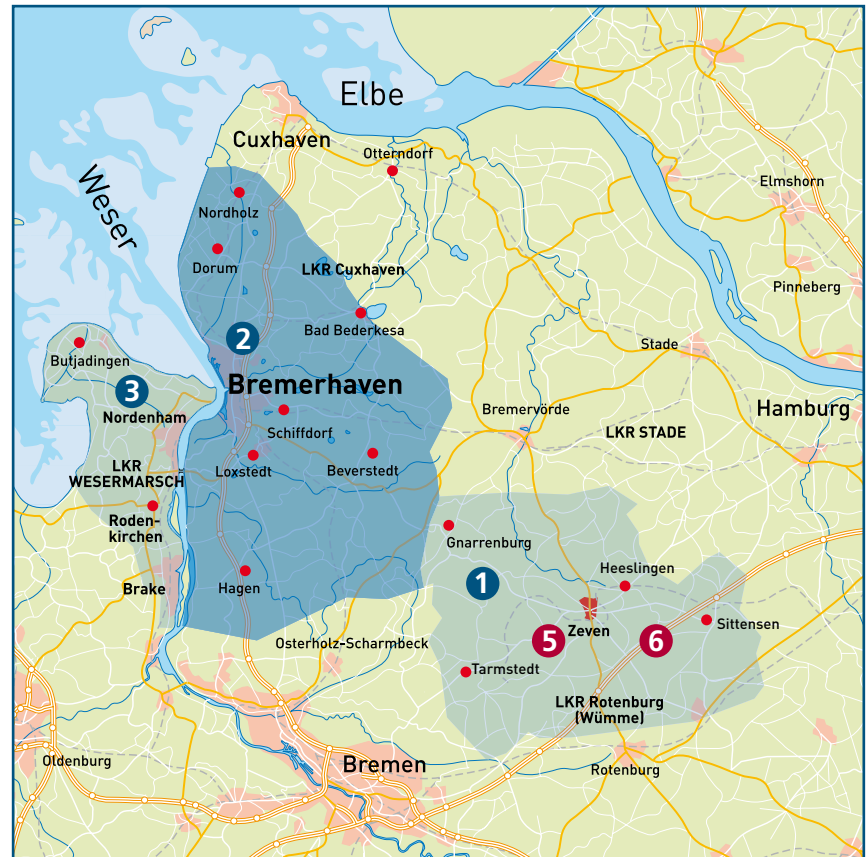 Elbe
Cuxhaven
Otterndorf
Weser
Nordholz
Elmshorn
Dorum
LKR Cuxhaven
Pinneberg
Bad Bederkesa
2
Butjadingen
Stade
3
Bremerhaven
Nordenham
Bremervörde
Hamburg
Schiffdorf
LKR STADE
LKR
WESERMARSCH
Loxstedt
Beverstedt
Roden-
kirchen
Gnarrenburg
Brake
Hagen
1
Heeslingen
Zeven
Sittensen
5
6
Osterholz-Scharmbeck
Tarmstedt
LKR Rotenburg
(Wümme)
Oldenburg
Bremen
Rotenburg